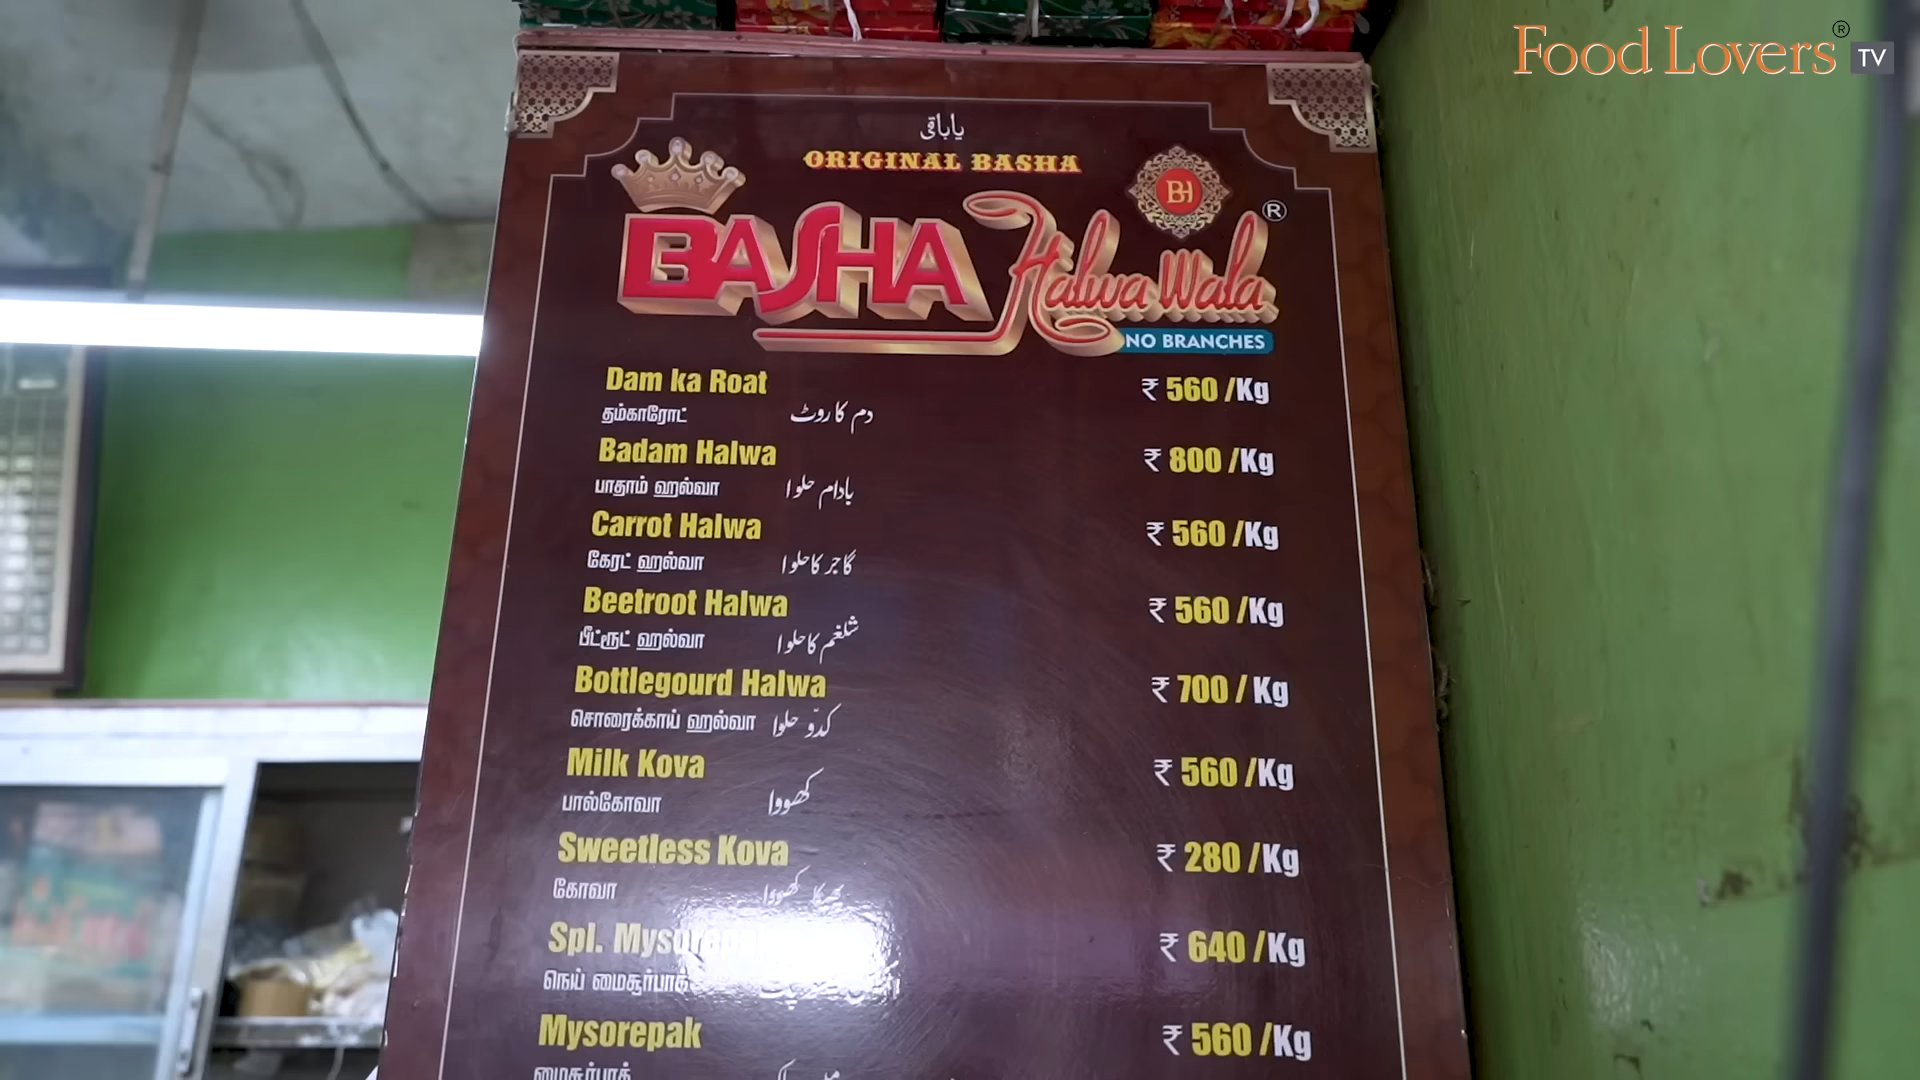 Food Lovers® TV
یاباقی
ORIGINAL BASHA
BH
BASHA Halwa Wala ®
NO BRANCHES
Dam ka Roat ₹ 560 /Kg
தம்காரோட் دم کا روٹ
Badam Halwa ₹ 800 /Kg
பாதாம் ஹல்வா بادام حلوا
Carrot Halwa ₹ 560 /Kg
கேரட் ஹல்வா گاجر کا حلوا
Beetroot Halwa ₹ 560 /Kg
பீட்ரூட் ஹல்வா شلغم کا حلوا
Bottlegourd Halwa ₹ 700 / Kg
சொரைக்காய் ஹல்வா کدّو حلوا
Milk Kova ₹ 560 /Kg
பால்கோவா کھووا
Sweetless Kova ₹ 280 /Kg
கோவா کھووا
Spl. Mysorepak ₹ 640 /Kg
நெய் மைசூர்பாக்
Mysorepak ₹ 560 /Kg
மைசூர்பாக்